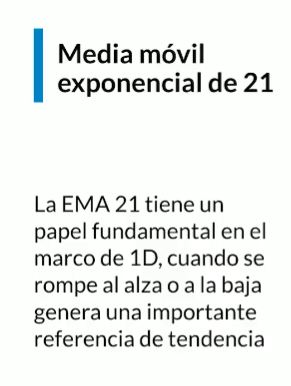 Media móvil
exponencial de 21
La EMA 21 tiene un
papel fundamental en el
marco de 1D, cuando se
rompe al alza o a la baja
genera una importante
referencia de tendencia